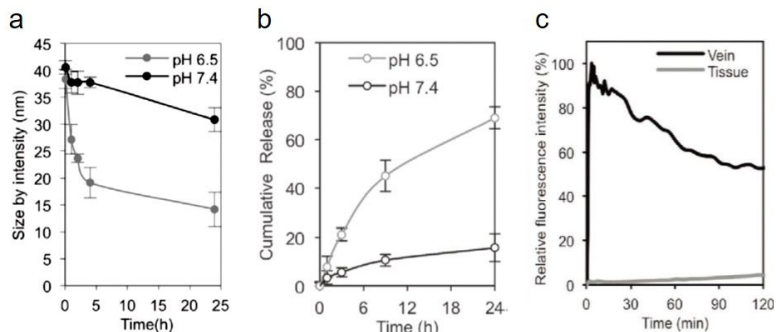 a
Size by intensity (nm)
45
40
35
30
25
20
15
10
5
0
pH 6.5
pH 7.4
0 5 10 15 20 25
Time(h)
b
Cumulative Release (%)
100
80
60
40
20
0
pH 6.5
pH 7.4
0 6 12 18 24
Time (h)
c
Relative fluorescence intensity (%)
100
80
60
40
20
0
Vein
Tissue
0 30 60 90 120
Time (min)